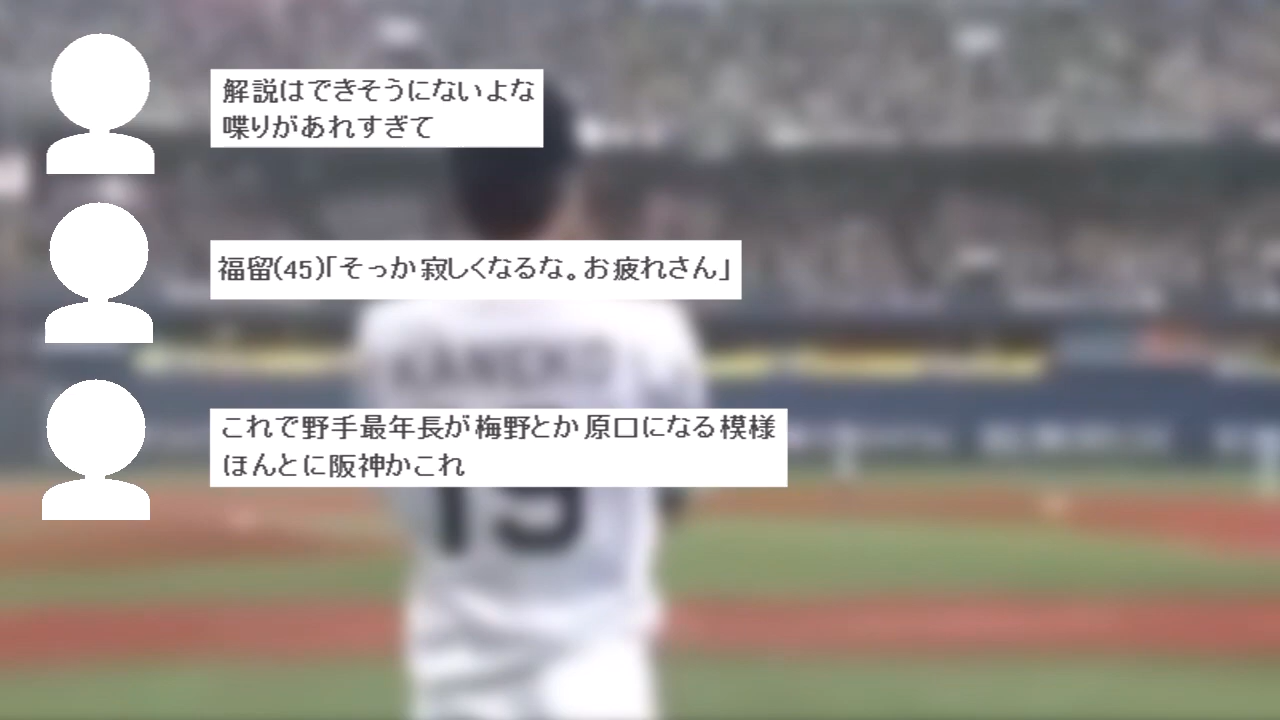 解説はできそうにないよな
喋りがあれすぎて
福留(45)｢そっか寂しくなるな。お疲れさん｣
KANEKO
これで野手最年長が梅野とか原口になる模様
ほんとに阪神かこれ
19